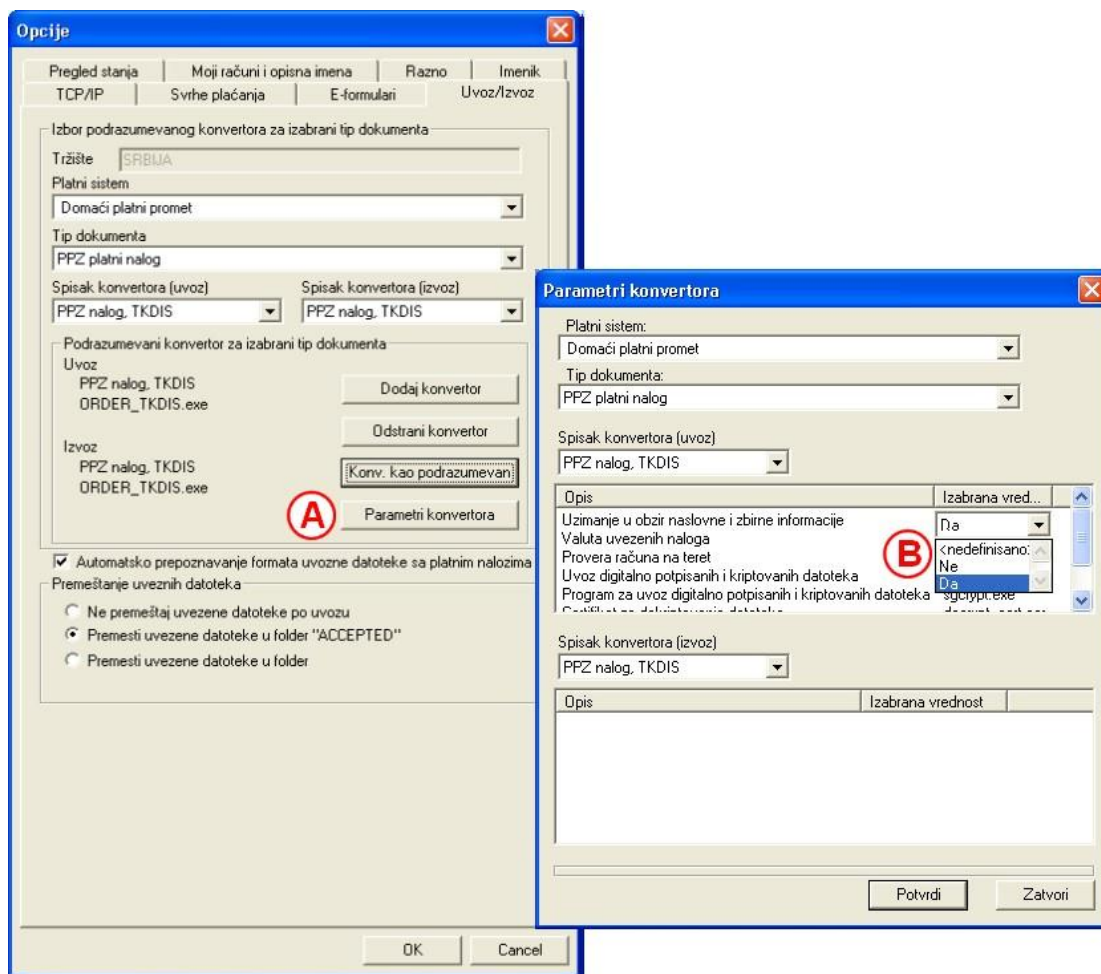 Opcije
Pregled stanja Moji računi i opisna imena Razno Imenik
TCP/IP Svrhe plaćanja E-formulari Uvoz/Izvoz
Izbor podrazumevanog konvertora za izabrani tip dokumenta
Tržište SRBIJA
Platni sistem
Domaći platni promet
Tip dokumenta
PPZ platni nalog
Spisak konvertora (uvoz) Spisak konvertora (izvoz)
PPZ nalog, TKDIS PPZ nalog, TKDIS
Podrazumevani konvertor za izabrani tip dokumenta
Uvoz
PPZ nalog, TKDIS
ORDER_TKDIS.exe
Dodaj konvertor
Odstrani konvertor
Izvoz
PPZ nalog, TKDIS
ORDER_TKDIS.exe
Konv. kao podrazumevan
A Parametri konvertora
Automatsko prepoznavanje formata uvozne datoteke sa platnim nalozima
Premeštanje uveznih datoteka
Ne premeštaj uvezene datoteke po uvozu
Premesti uvezene datoteke u folder "ACCEPTED"
Premesti uvezene datoteke u folder
OK Cancel
Parametri konvertora
Platni sistem:
Domaći platni promet
Tip dokumenta:
PPZ platni nalog
Spisak konvertora (uvoz)
PPZ nalog, TKDIS
Opis Izabrana vred...
Uzimanje u obzir naslovne i zbirne informacije Da
Valuta uvezenih naloga
Provera računa na teret
Uvoz digitalno potpisanih i kriptovanih datoteka
Program za uvoz digitalno potpisanih i kriptovanih datoteka sgcrypt.exe
B
<nedefinisano
Ne
Da
Spisak konvertora (izvoz)
PPZ nalog, TKDIS
Opis Izabrana vrednost
Potvrdi Zatvori